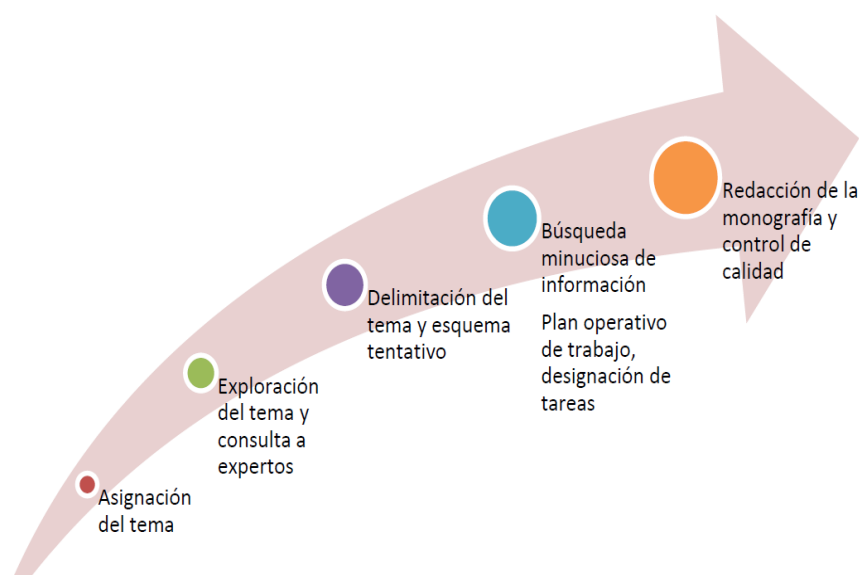 Asignación
del tema
Exploración
del tema y
consulta a
expertos
Delimitación del
tema y esquema
tentativo
Búsqueda
minuciosa de
información
Plan operativo
de trabajo,
designación de
tareas
Redacción de la
monografía y
control de
calidad